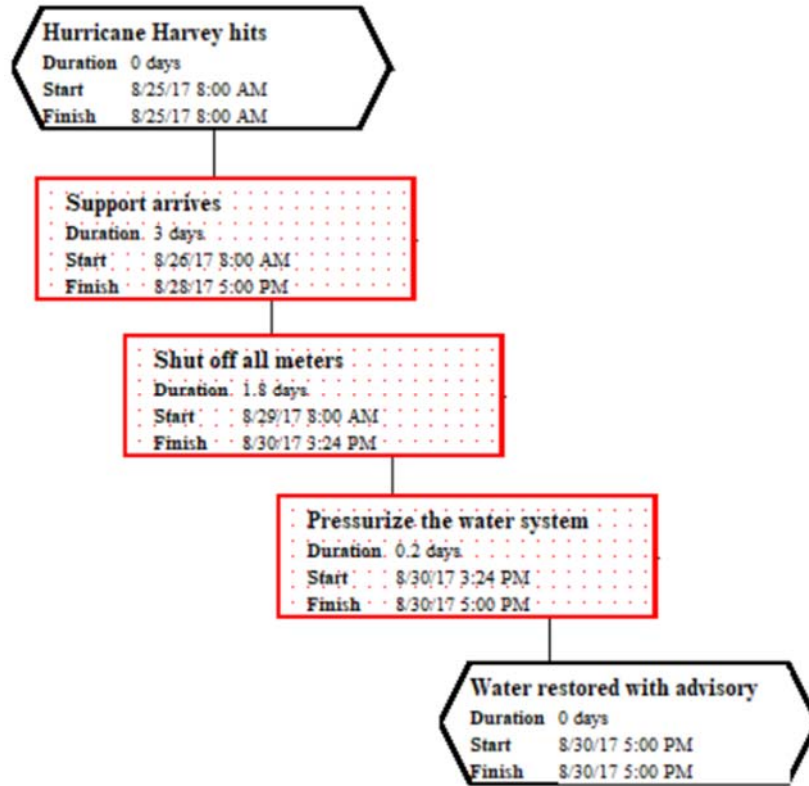 Hurricane Harvey hits
Duration 0 days
Start 8/25/17 8:00 AM
Finish 8/25/17 8:00 AM
Support arrives
Duration 3 days
Start 8/26/17 8:00 AM
Finish 8/28/17 5:00 PM
Shut off all meters
Duration 1.8 days
Start 8/29/17 8:00 AM
Finish 8/30/17 3:24 PM
Pressurize the water system
Duration 0.2 days
Start 8/30/17 3:24 PM
Finish 8/30/17 5:00 PM
Water restored with advisory
Duration 0 days
Start 8/30/17 5:00 PM
Finish 8/30/17 5:00 PM